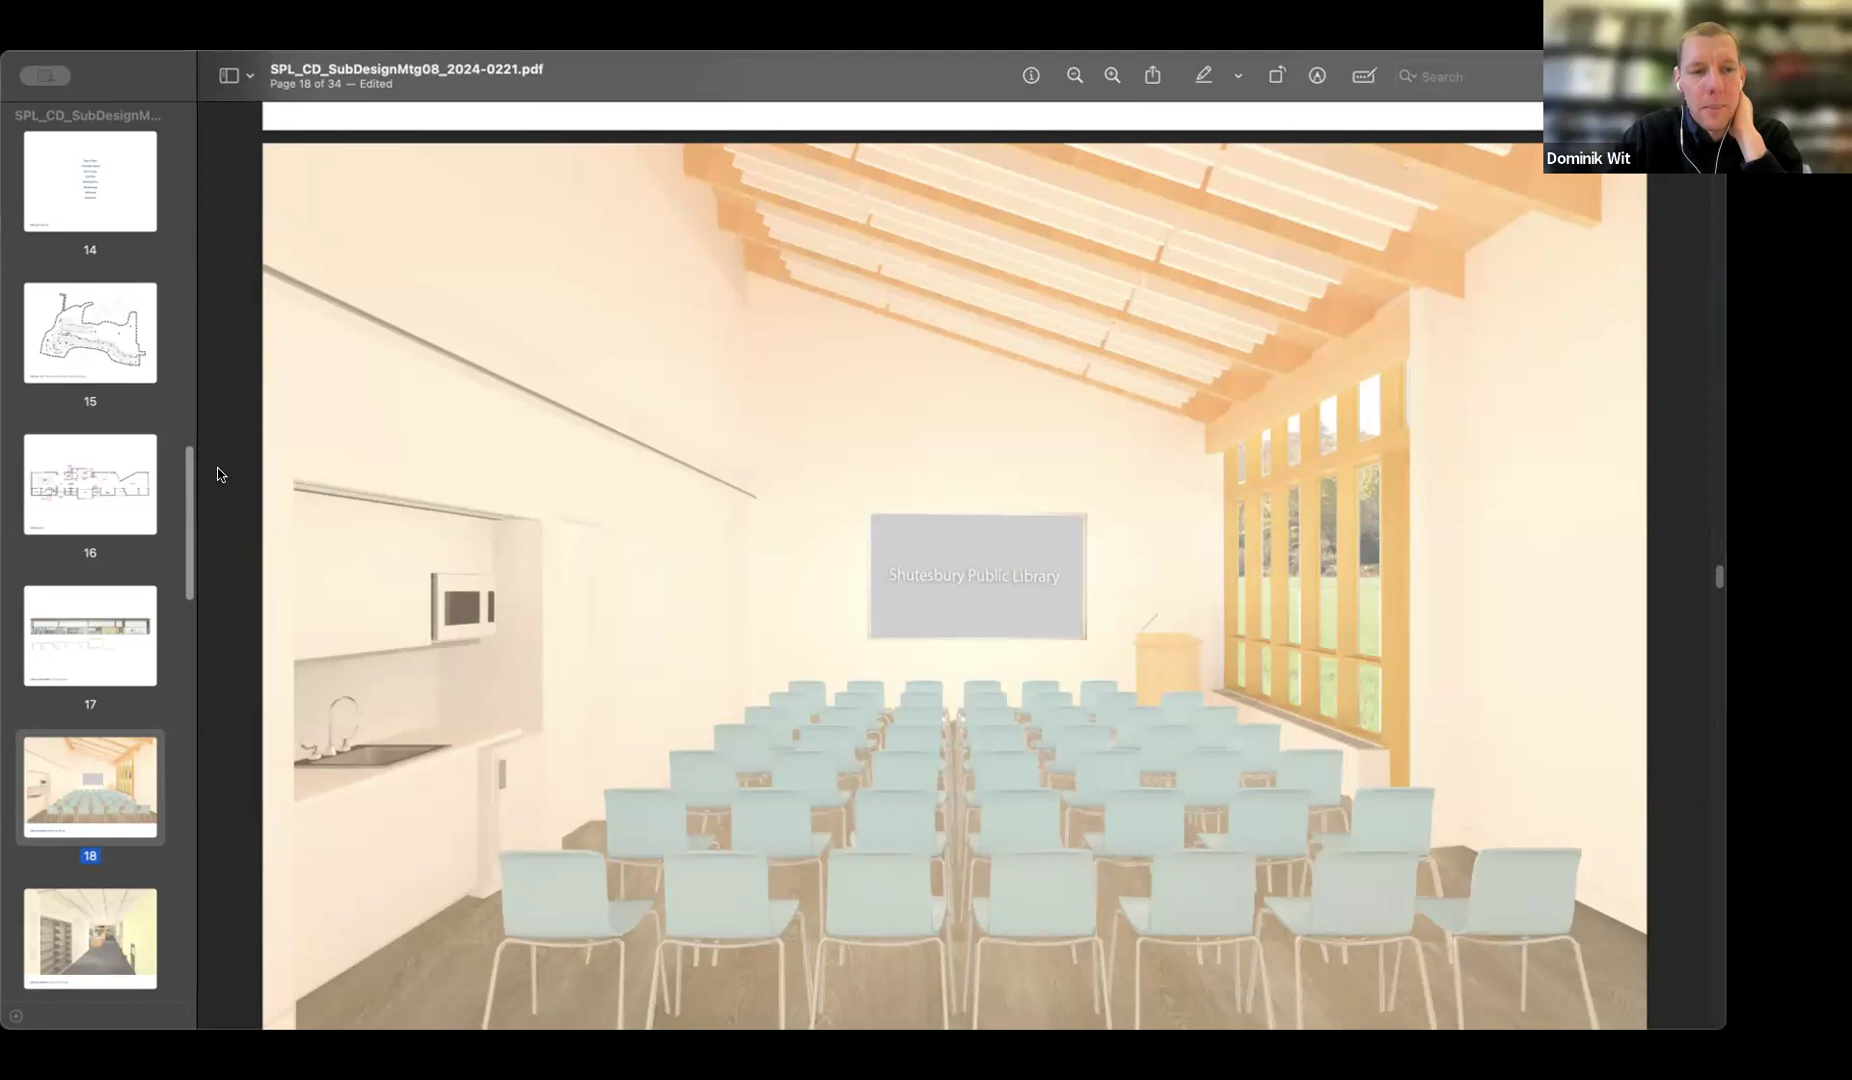 SPL_CD_SubDesignMtg08_2024-0221.pdf
Page 18 of 34 — Edited
Search
Dominik Wit
SPL_CD_SubDesignM...
14
15
16
17
18
Shutesbury Public Library